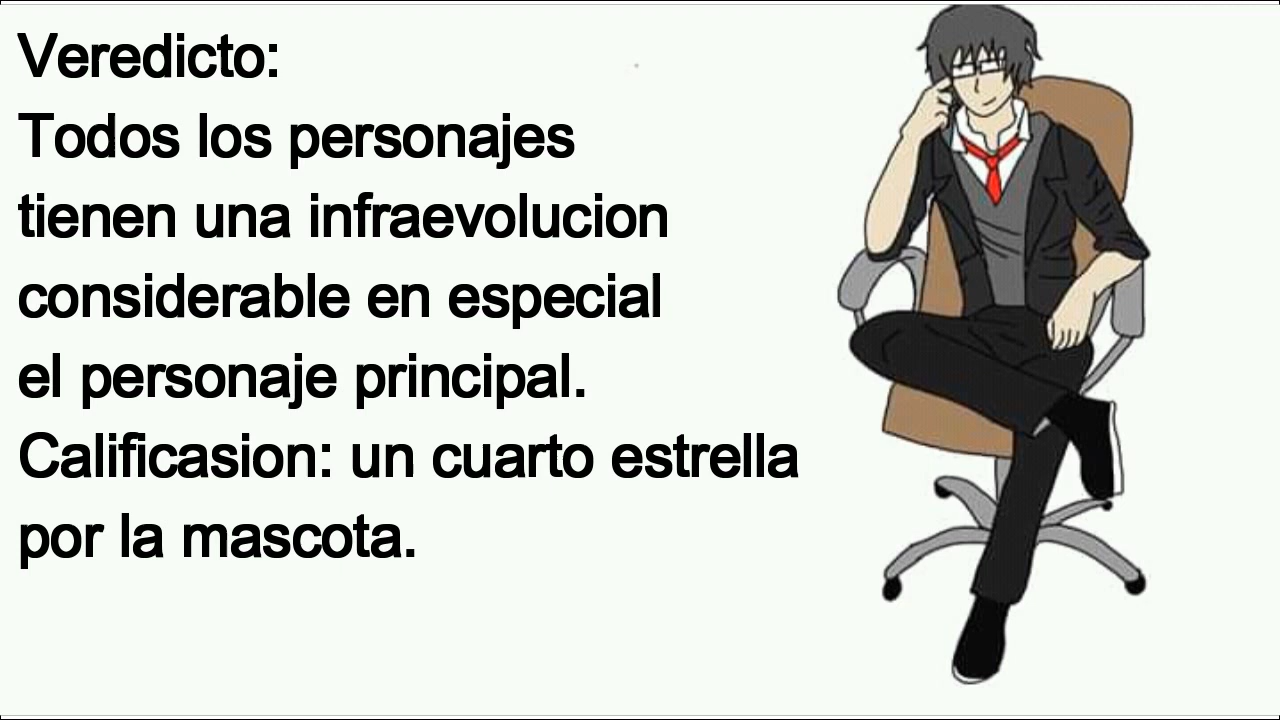 Veredicto:
Todos los personajes
tienen una infraevolucion
considerable en especial
el personaje principal.
Calificasion: un cuarto estrella
por la mascota.